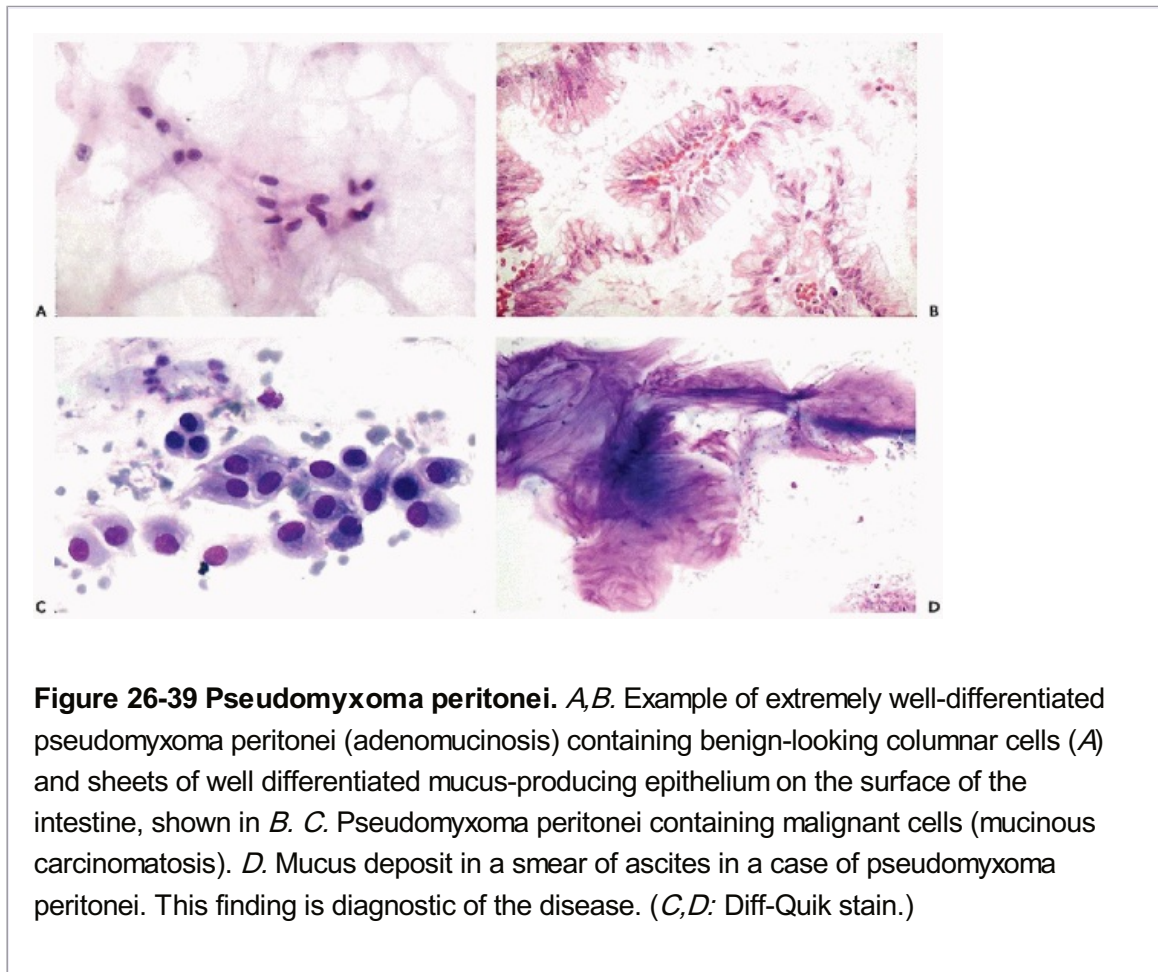 A
B
C
D
Figure 26-39 Pseudomyxoma peritonei. A,B. Example of extremely well-differentiated
pseudomyxoma peritonei (adenomucinosis) containing benign-looking columnar cells (A)
and sheets of well differentiated mucus-producing epithelium on the surface of the
intestine, shown in B. C. Pseudomyxoma peritonei containing malignant cells (mucinous
carcinomatosis). D. Mucus deposit in a smear of ascites in a case of pseudomyxoma
peritonei. This finding is diagnostic of the disease. (C,D: Diff-Quik stain.)